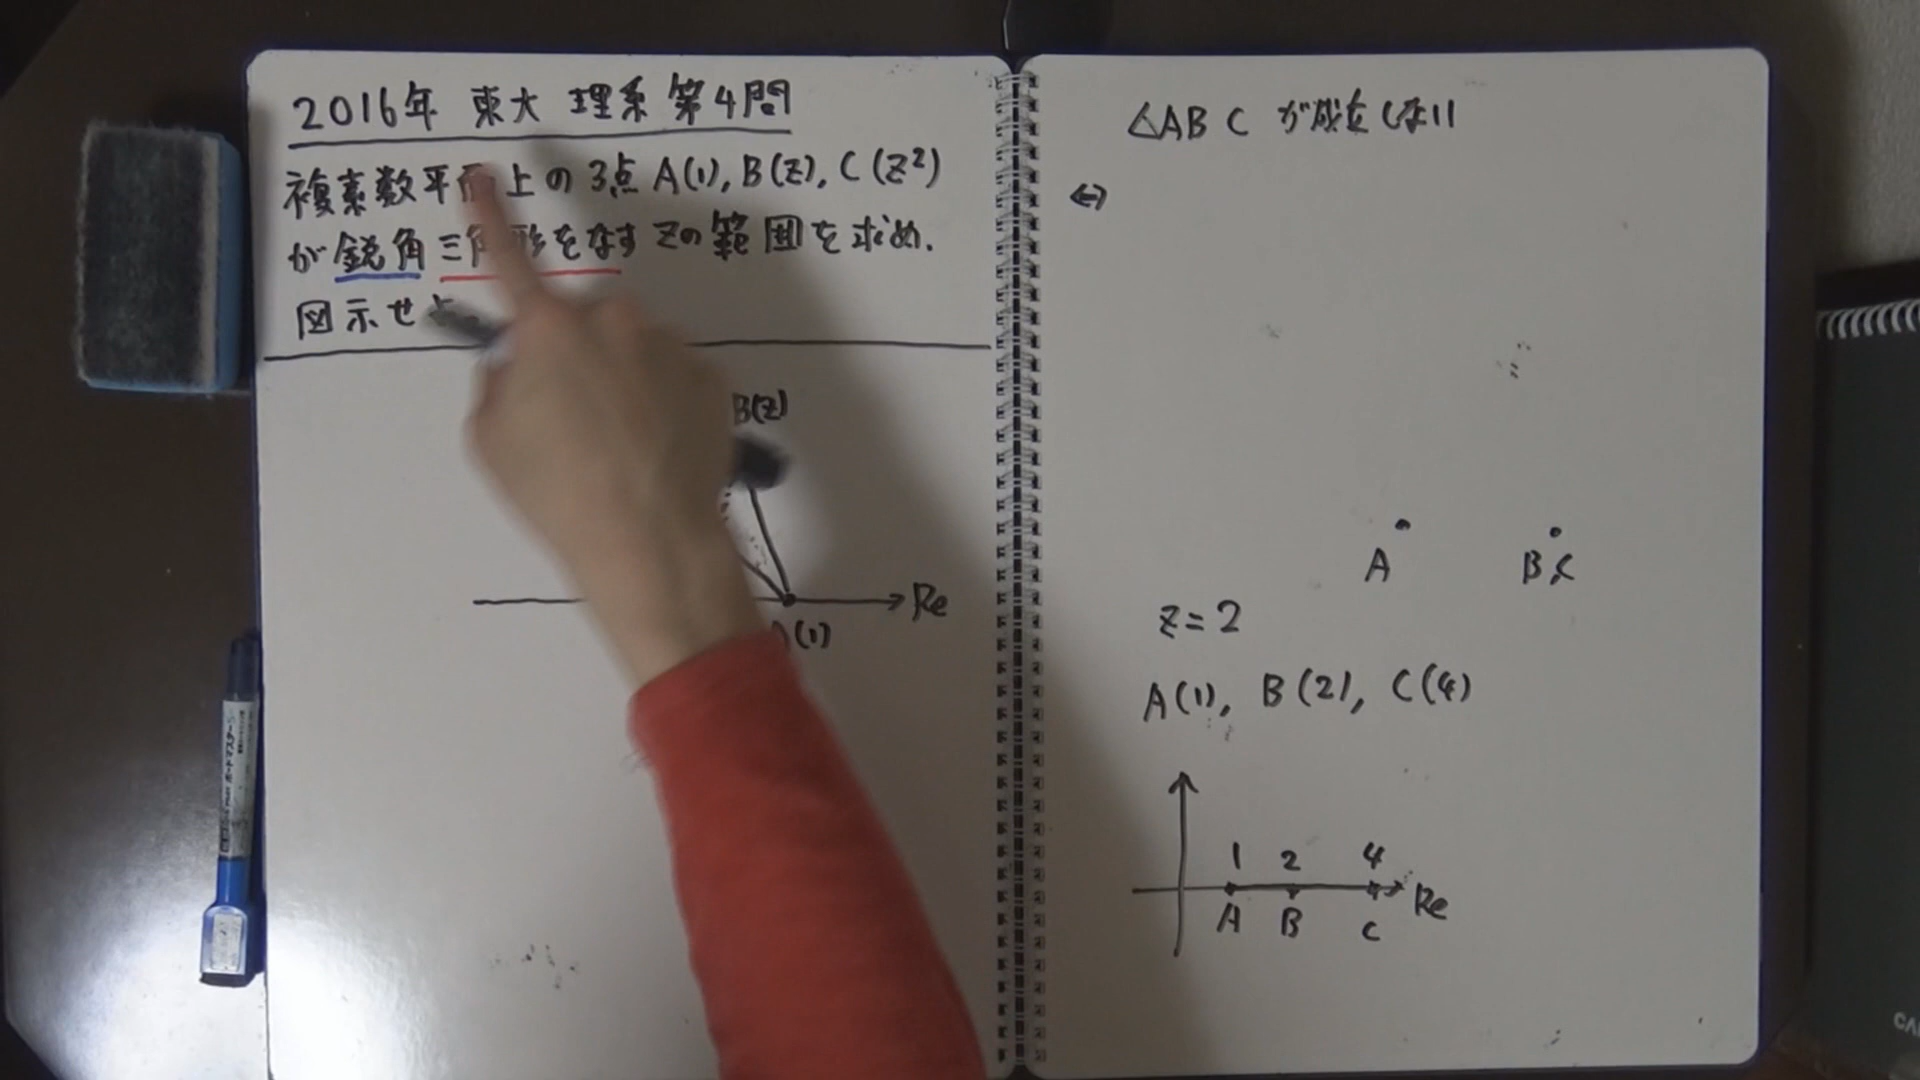 2016年 東大 理系 第4問
複素数平面上の 3点 A(1), B(z), C(z²)
が鋭角三角形をなす zの範囲を求め.
図示せよ
B(z)
Re
(1)
△ABC が成立しない
⇔
A B C
z=2
A(1), B(2), C(4)
1 2 4
Re
A B C